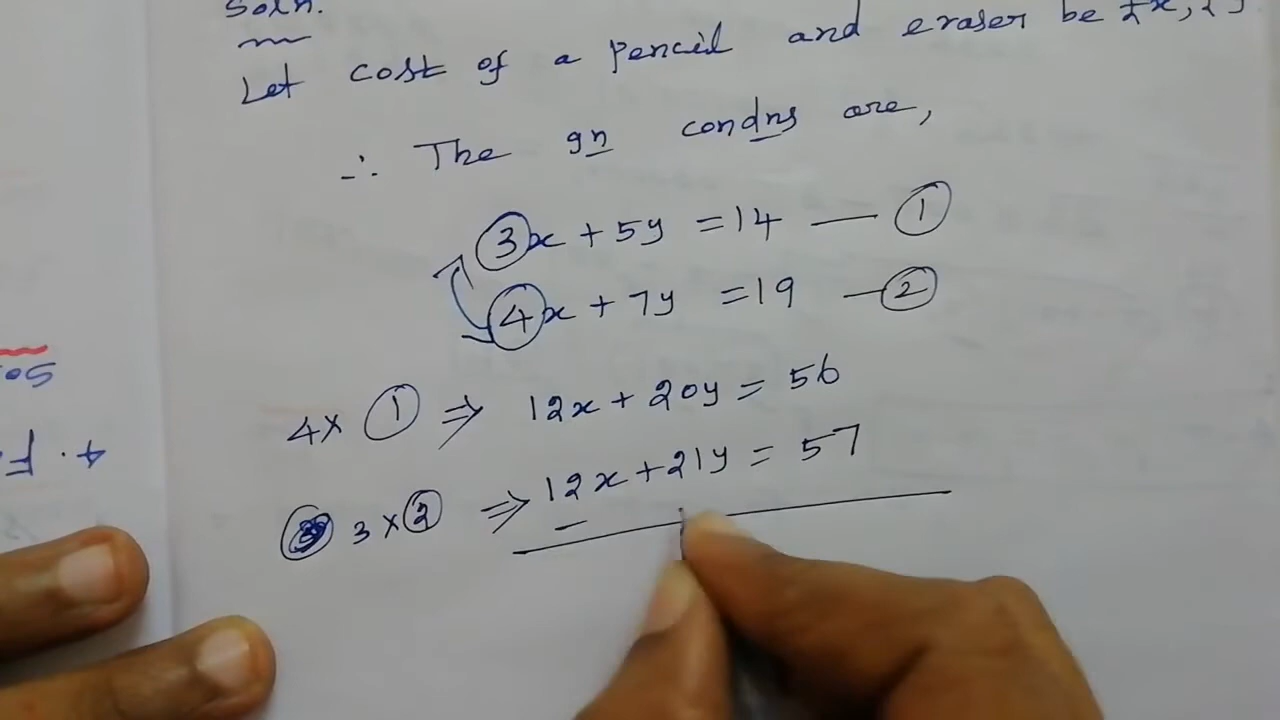 Soln.
Let cost of a pencil and eraser be ₹x, ₹y
∴ The gn condns are,
3x + 5y = 14 — ①
4x + 7y = 19 — ②
4× ① ⇒ 12x + 20y = 56
3 × ② ⇒ 12x + 21y = 57
−
4. F